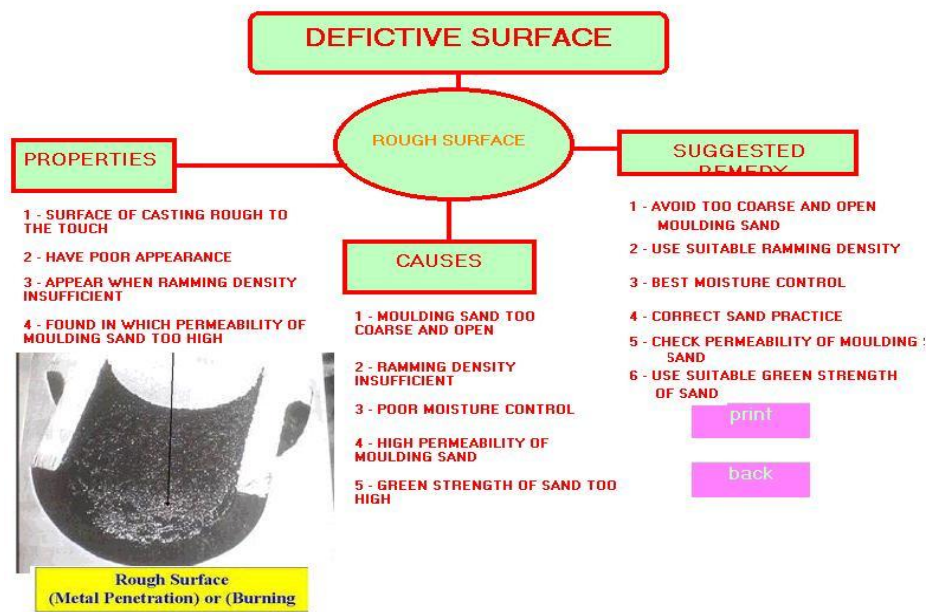 DEFICTIVE SURFACE
ROUGH SURFACE
PROPERTIES
1 - SURFACE OF CASTING ROUGH TO
THE TOUCH
2 - HAVE POOR APPEARANCE
3 - APPEAR WHEN RAMMING DENSITY
INSUFFICIENT
4 - FOUND IN WHICH PERMEABILITY OF
MOULDING SAND TOO HIGH
Rough Surface
(Metal Penetration) or (Burning
CAUSES
1 - MOULDING SAND TOO
COARSE AND OPEN
2 - RAMMING DENSITY
INSUFFICIENT
3 - POOR MOISTURE CONTROL
4 - HIGH PERMEABILITY OF
MOULDING SAND
5 - GREEN STRENGTH OF SAND TOO
HIGH
SUGGESTED
REMEDY
1 - AVOID TOO COARSE AND OPEN
MOULDING SAND
2 - USE SUITABLE RAMMING DENSITY
3 - BEST MOISTURE CONTROL
4 - CORRECT SAND PRACTICE
5 - CHECK PERMEABILITY OF MOULDING S
SAND
6 - USE SUITABLE GREEN STRENGTH
OF SAND
print
back